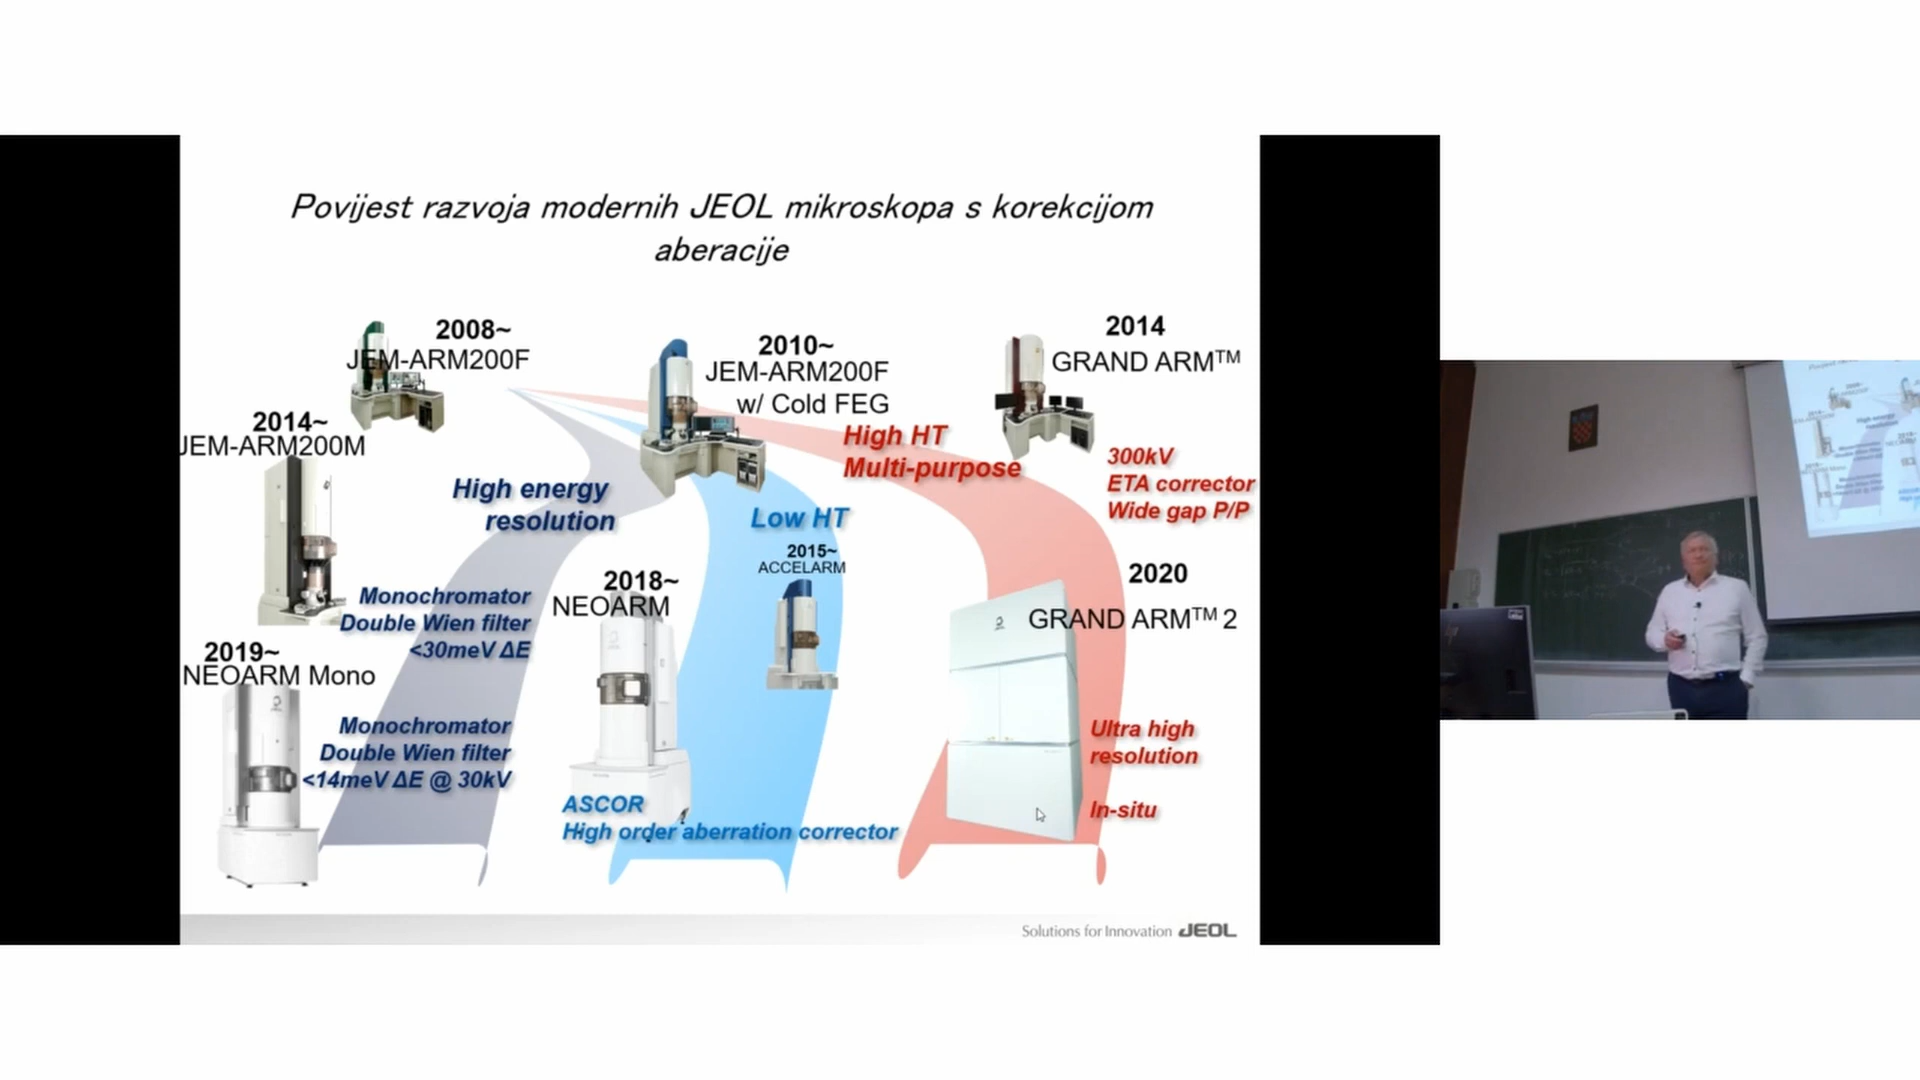 Povijest razvoja modernih JEOL mikroskopa s korekcijom
aberacije
2008~
JEM-ARM200F
2010~
JEM-ARM200F
w/ Cold FEG
2014
GRAND ARM™
2014~
JEM-ARM200M
High HT
Multi-purpose
300kV
ETA corrector
Wide gap P/P
High energy
resolution
Low HT
2015~
ACCELARM
2018~
NEOARM
2020
GRAND ARM™ 2
Monochromator
Double Wien filter
<30meV ΔE
2019~
NEOARM Mono
Monochromator
Double Wien filter
<14meV ΔE @ 30kV
Ultra high
resolution
In-situ
ASCOR
High order aberration corrector
Solutions for Innovation JEOL